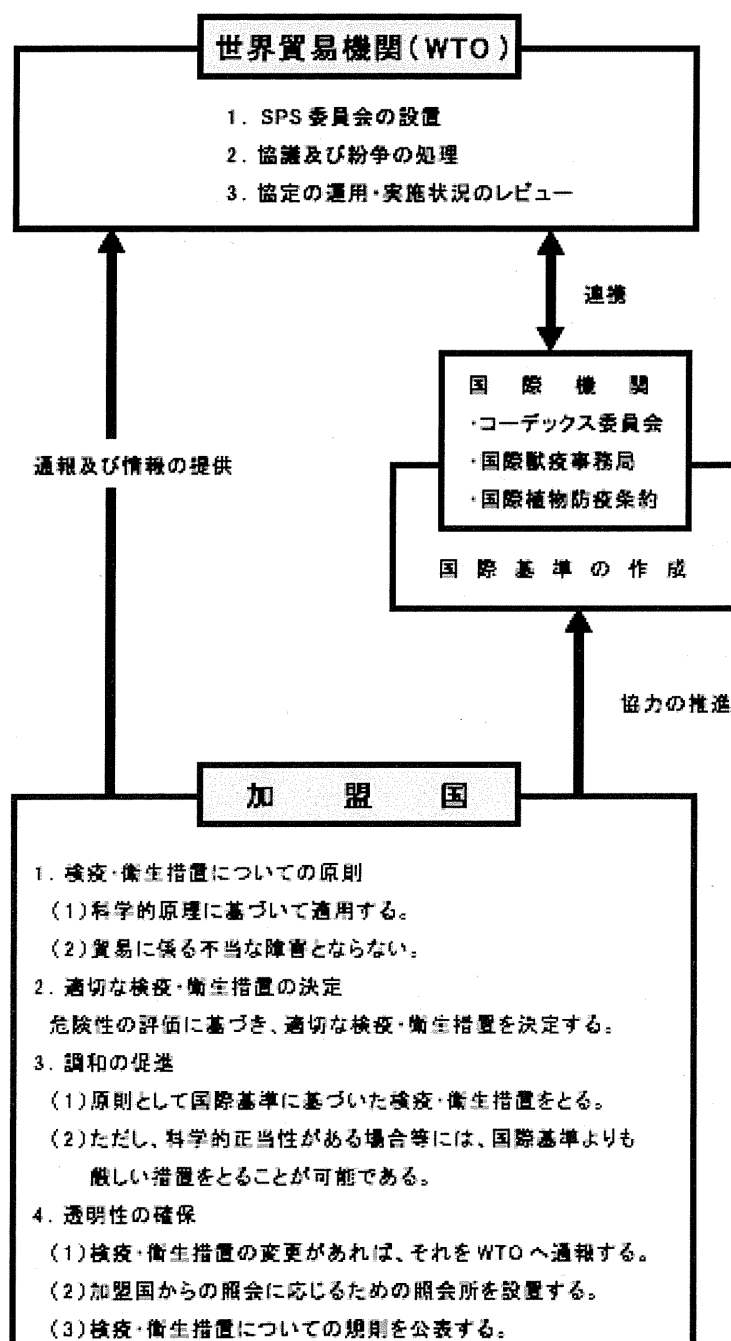 世界貿易機関(WTO)
1. SPS委員会の設置
2. 協議及び紛争の処理
3. 協定の運用・実施状況のレビュー
連携
国際機関
・コーデックス委員会
・国際獣疫事務局
・国際植物防疫条約
通報及び情報の提供
国際基準の作成
協力の推進
加盟国
1. 検疫・衛生措置についての原則
(1)科学的原理に基づいて適用する。
(2)貿易に係る不当な障害とならない。
2. 適切な検疫・衛生措置の決定
危険性の評価に基づき、適切な検疫・衛生措置を決定する。
3. 調和の促進
(1)原則として国際基準に基づいた検疫・衛生措置をとる。
(2)ただし、科学的正当性がある場合等には、国際基準よりも
厳しい措置をとることが可能である。
4. 透明性の確保
(1)検疫・衛生措置の変更があれば、それをWTOへ通報する。
(2)加盟国からの照会に応じるための照会所を設置する。
(3)検疫・衛生措置についての規則を公表する。